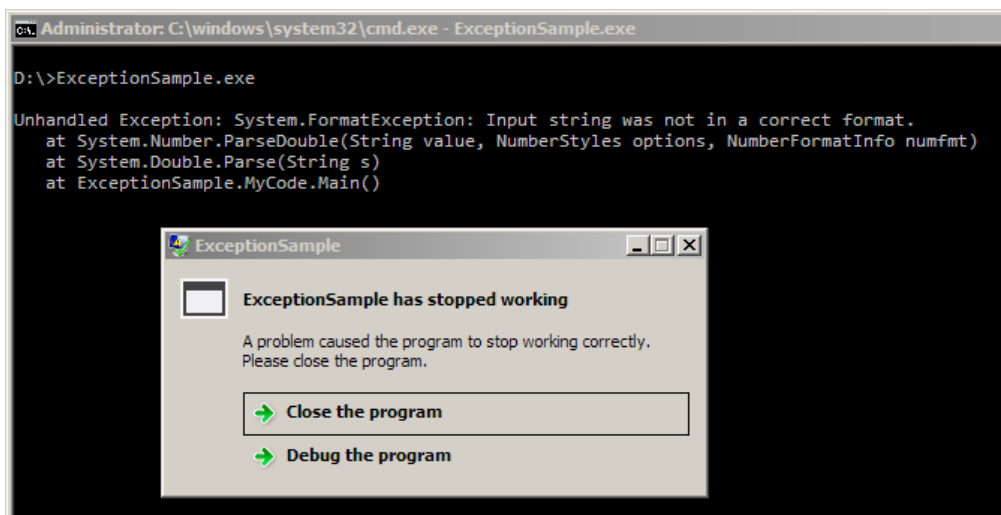 Administrator: C:\windows\system32\cmd.exe - ExceptionSample.exe
D:\>ExceptionSample.exe
Unhandled Exception: System.FormatException: Input string was not in a correct format.
   at System.Number.ParseDouble(String value, NumberStyles options, NumberFormatInfo numfmt)
   at System.Double.Parse(String s)
   at ExceptionSample.MyCode.Main()
ExceptionSample
ExceptionSample has stopped working
A problem caused the program to stop working correctly.
Please close the program.
Close the program
Debug the program